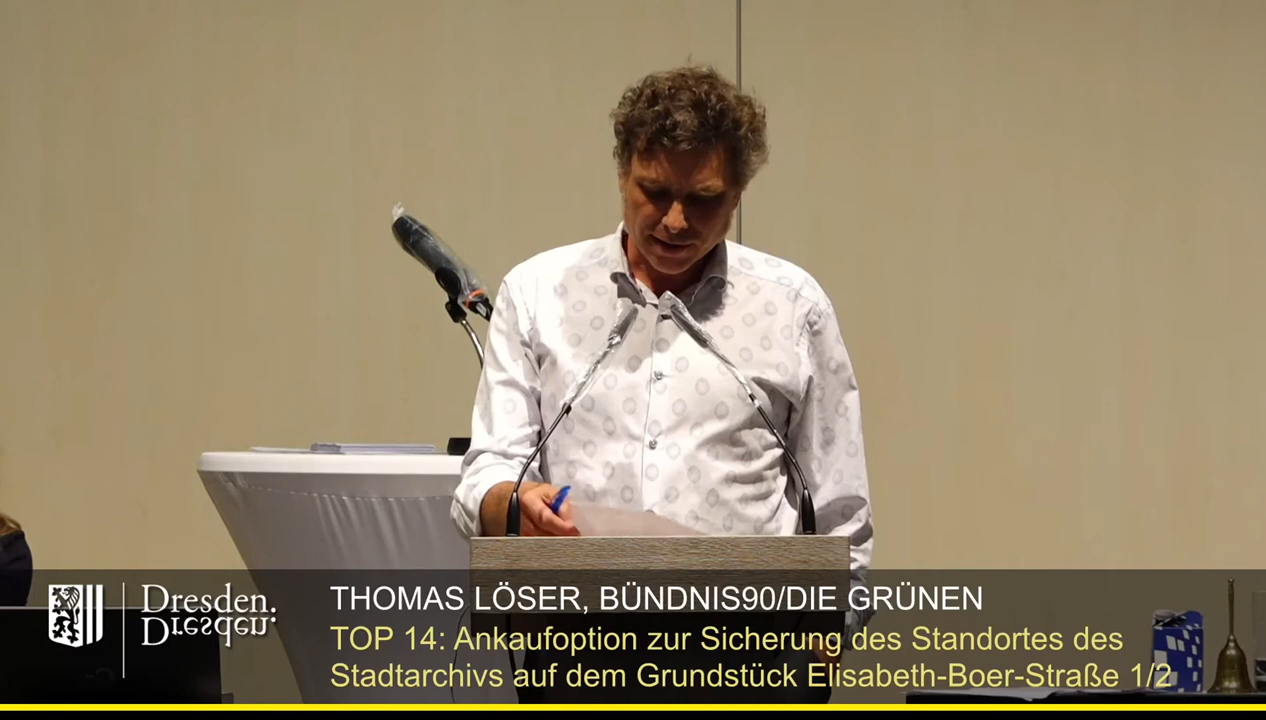 Dresden.
Dresden.
THOMAS LÖSER, BÜNDNIS90/DIE GRÜNEN
TOP 14: Ankaufoption zur Sicherung des Standortes des
Stadtarchivs auf dem Grundstück Elisabeth-Boer-Straße 1/2